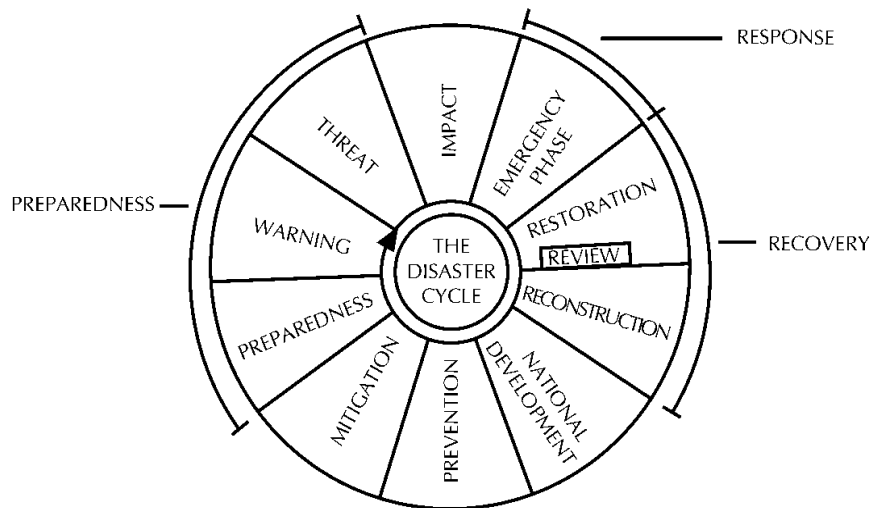 RESPONSE
IMPACT
EMERGENCY
PHASE
THREAT
RESTORATION
PREPAREDNESS
WARNING
THE
DISASTER
CYCLE
REVIEW
RECOVERY
PREPAREDNESS
RECONSTRUCTION
MITIGATION
PREVENTION
NATIONAL
DEVELOPMENT